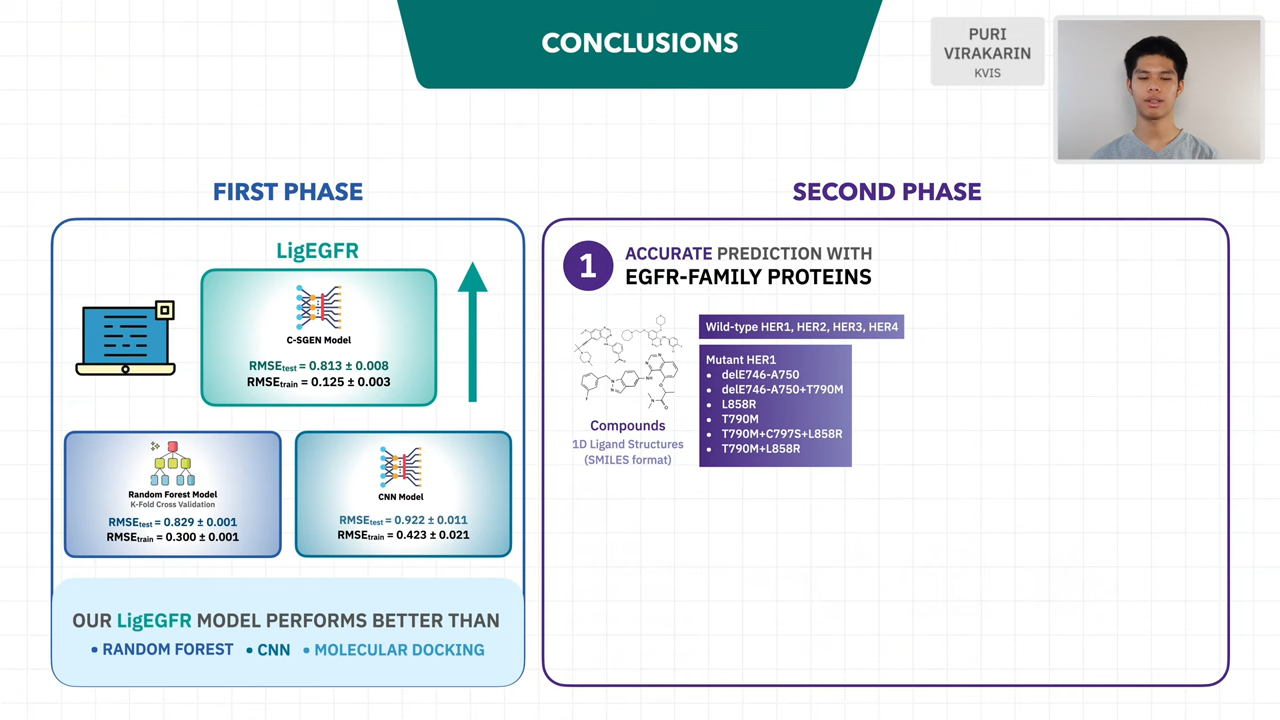 CONCLUSIONS
PURI
VIRAKARIN
KVIS
FIRST PHASE
LigEGFR
C-SGEN Model
RMSEtest = 0.813 ± 0.008
RMSEtrain = 0.125 ± 0.003
Random Forest Model
K-Fold Cross Validation
RMSEtest = 0.829 ± 0.001
RMSEtrain = 0.300 ± 0.001
CNN Model
RMSEtest = 0.922 ± 0.011
RMSEtrain = 0.423 ± 0.021
OUR LigEGFR MODEL PERFORMS BETTER THAN
• RANDOM FOREST • CNN • MOLECULAR DOCKING
SECOND PHASE
1
ACCURATE PREDICTION WITH
EGFR-FAMILY PROTEINS
Compounds
1D Ligand Structures
(SMILES format)
Wild-type HER1, HER2, HER3, HER4
Mutant HER1
• delE746-A750
• delE746-A750+T790M
• L858R
• T790M
• T790M+C797S+L858R
• T790M+L858R